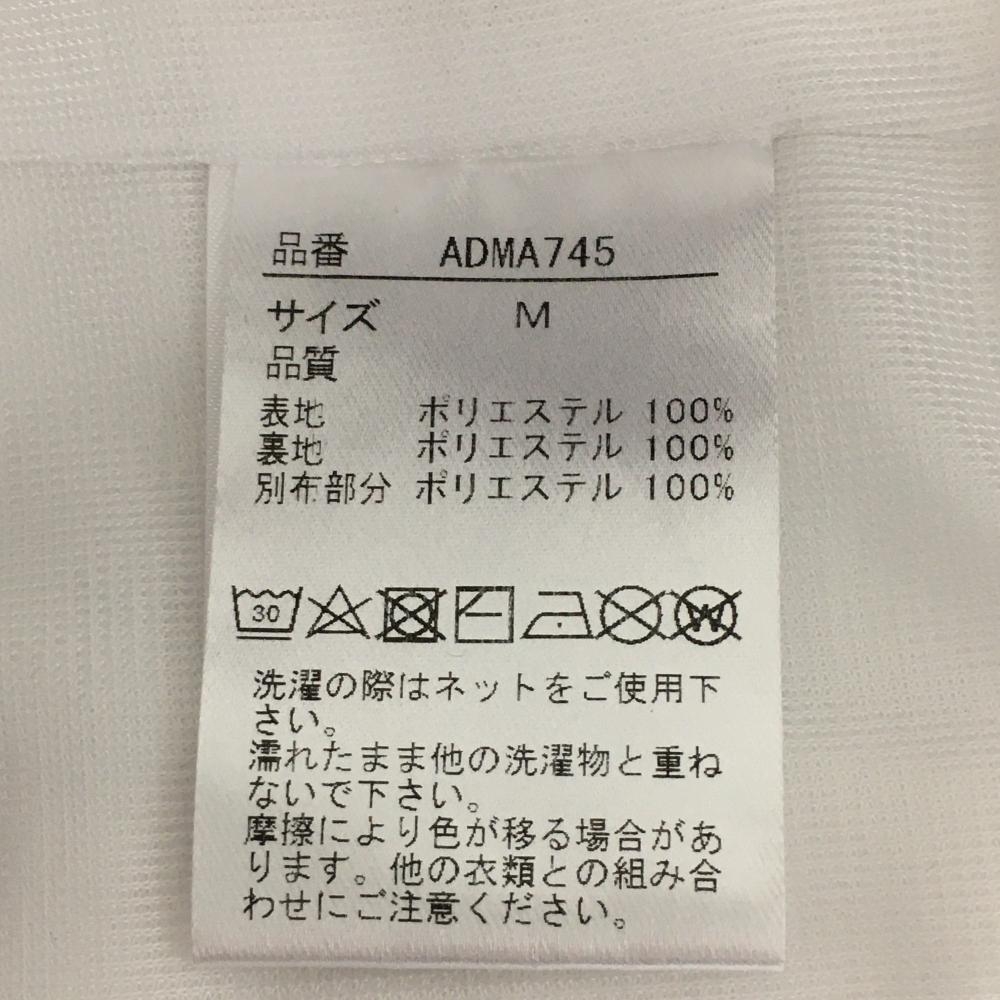 品番 ADMA745
サイズ M
品質
表地 ポリエステル 100%
裏地 ポリエステル 100%
別布部分 ポリエステル 100%
30 W
洗濯の際はネットをご使用下
さい。
濡れたまま他の洗濯物と重ね
ないで下さい。
摩擦により色が移る場合があ
ります。他の衣類との組み合
わせにご注意ください。